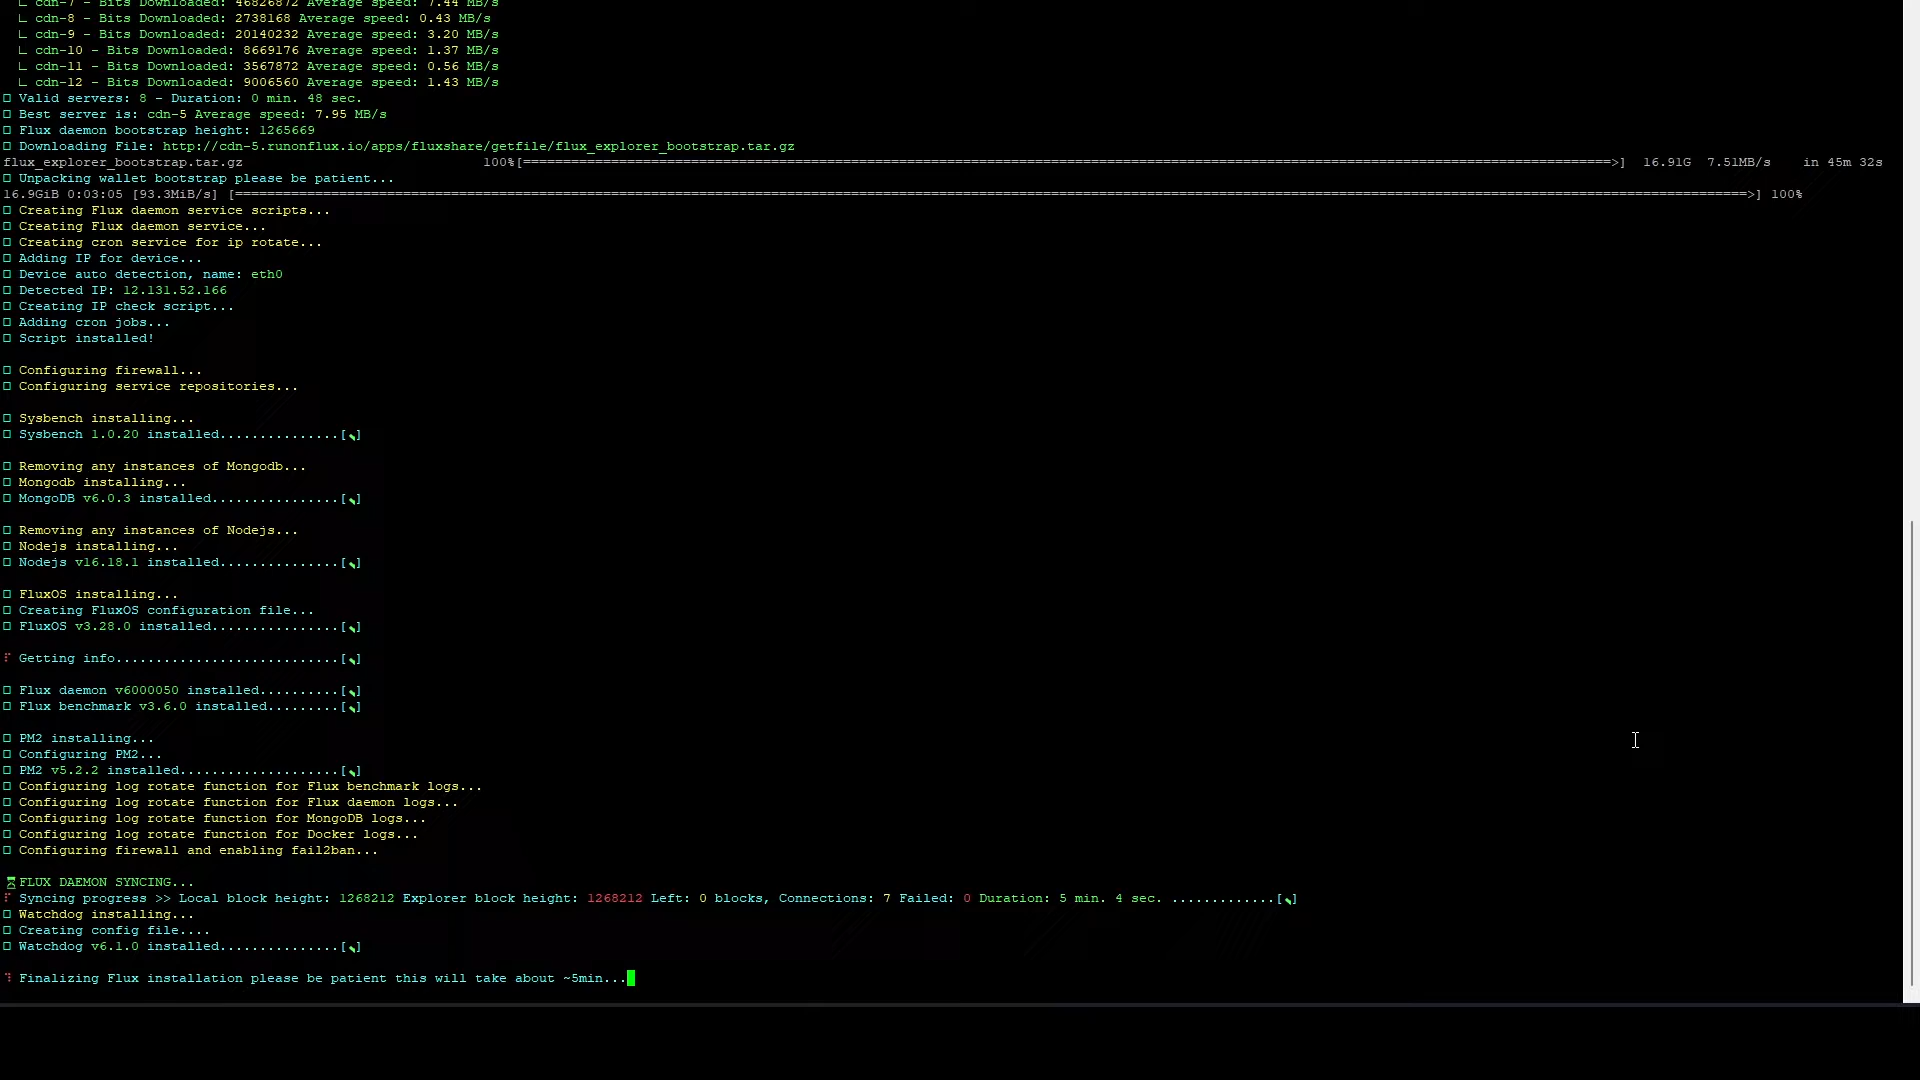 ∟ cdn-7 - Bits Downloaded: 46826872 Average speed: 7.44 MB/s
∟ cdn-8 - Bits Downloaded: 2738168 Average speed: 0.43 MB/s
∟ cdn-9 - Bits Downloaded: 20140232 Average speed: 3.20 MB/s
∟ cdn-10 - Bits Downloaded: 8669176 Average speed: 1.37 MB/s
∟ cdn-11 - Bits Downloaded: 3567872 Average speed: 0.56 MB/s
∟ cdn-12 - Bits Downloaded: 9006560 Average speed: 1.43 MB/s
Valid servers: 8 - Duration: 0 min. 48 sec.
Best server is: cdn-5 Average speed: 7.95 MB/s
Flux daemon bootstrap height: 1265669
Downloading File: http://cdn-5.runonflux.io/apps/fluxshare/getfile/flux_explorer_bootstrap.tar.gz
flux_explorer_bootstrap.tar.gz 100%[===================>] 16.91G 7.51MB/s in 45m 32s
Unpacking wallet bootstrap please be patient...
16.9GiB 0:03:05 [93.3MiB/s] [===================>] 100%
Creating Flux daemon service scripts...
Creating Flux daemon service...
Creating cron service for ip rotate...
Adding IP for device...
Device auto detection, name: eth0
Detected IP: 12.131.52.166
Creating IP check script...
Adding cron jobs...
Script installed!
Configuring firewall...
Configuring service repositories...
Sysbench installing...
Sysbench 1.0.20 installed...............[✔]
Removing any instances of Mongodb...
Mongodb installing...
MongoDB v6.0.3 installed................[✔]
Removing any instances of Nodejs...
Nodejs installing...
Nodejs v16.18.1 installed...............[✔]
FluxOS installing...
Creating FluxOS configuration file...
FluxOS v3.28.0 installed................[✔]
Getting info............................[✔]
Flux daemon v6000050 installed..........[✔]
Flux benchmark v3.6.0 installed.........[✔]
PM2 installing...
Configuring PM2...
PM2 v5.2.2 installed....................[✔]
Configuring log rotate function for Flux benchmark logs...
Configuring log rotate function for Flux daemon logs...
Configuring log rotate function for MongoDB logs...
Configuring log rotate function for Docker logs...
Configuring firewall and enabling fail2ban...
FLUX DAEMON SYNCING...
Syncing progress >> Local block height: 1268212 Explorer block height: 1268212 Left: 0 blocks, Connections: 7 Failed: 0 Duration: 5 min. 4 sec. .............[✔]
Watchdog installing...
Creating config file....
Watchdog v6.1.0 installed...............[✔]
Finalizing Flux installation please be patient this will take about ~5min...